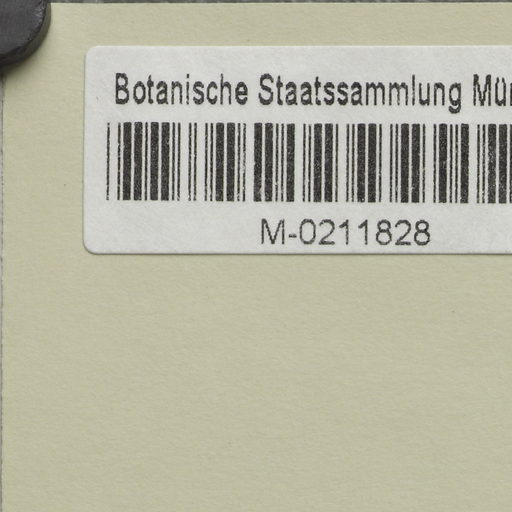 Botanische Staatssammlung Mün
M-0211828